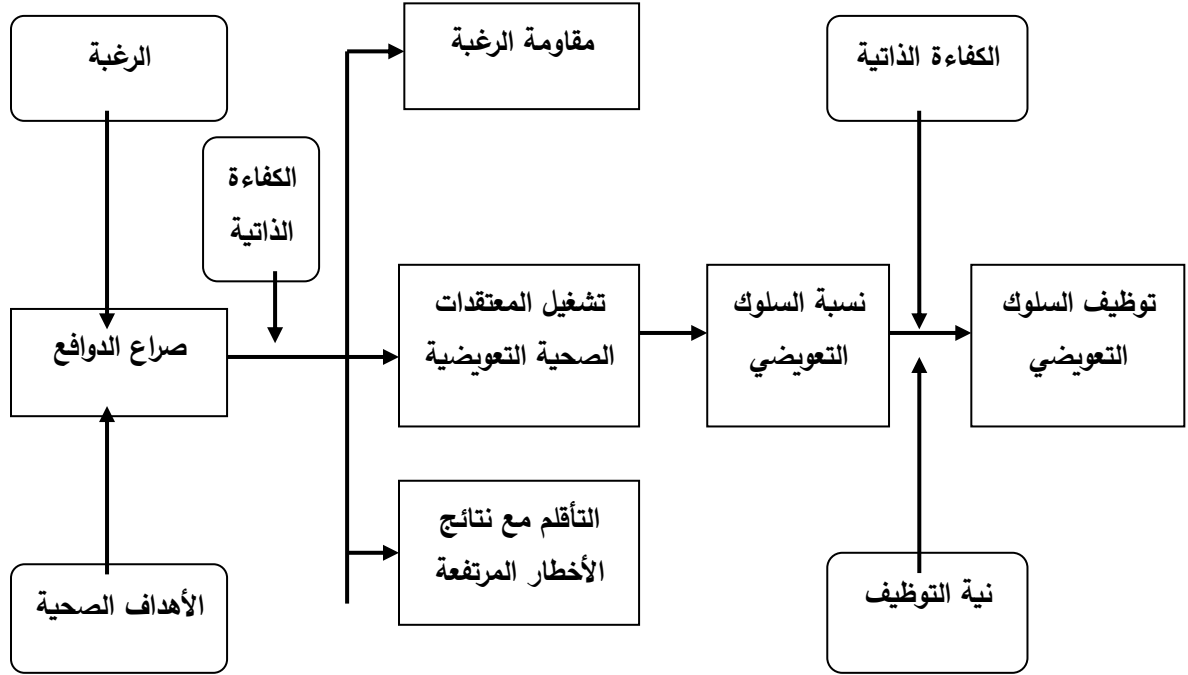 الرغبة
مقاومة الرغبة
الكفاءة الذاتية
الكفاءة
الذاتية
صراع الدوافع
تشغيل المعتقدات
الصحية التعويضية
نسبة السلوك
التعويضي
توظيف السلوك
التعويضي
التأقلم مع نتائج
الأخطار المرتفعة
الأهداف الصحية
نية التوظيف